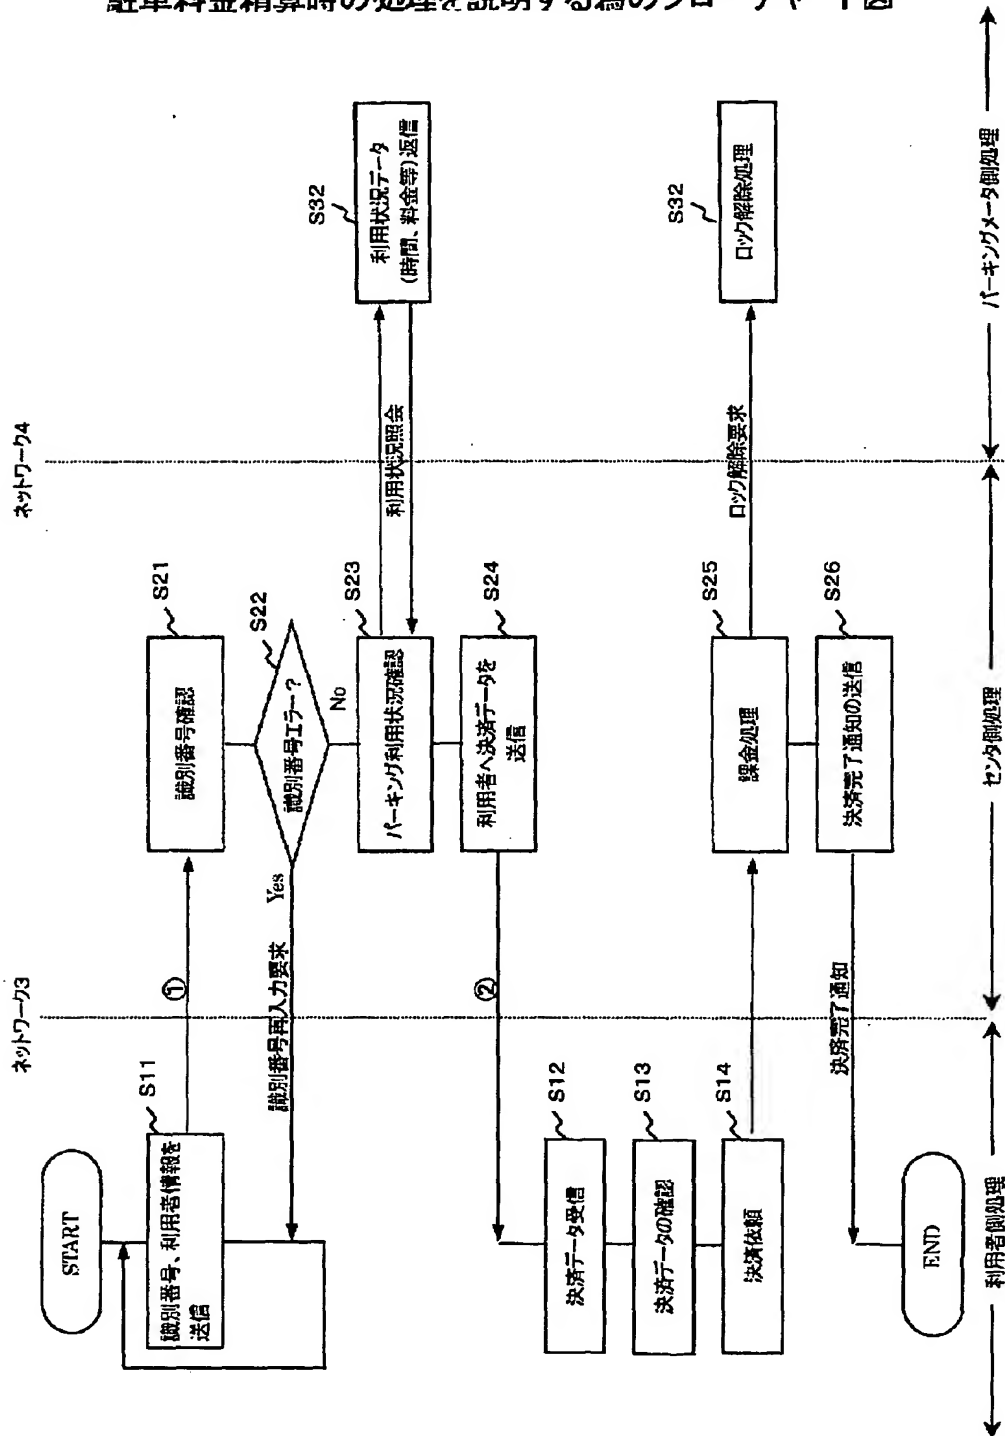 駐車料金精算時の処理を説明する為のフローチャート図
ネットワーク3
ネットワーク4
START
S11
識別番号、利用者情報を
送信
①
S21
識別番号確認
S22
識別番号エラー?
Yes
識別番号再入力要求
No
S23
パーキング利用状況確認
利用状況照会
S32
利用状況データ
(時間、料金等)返信
S24
利用者へ決済データを
送信
②
S12
決済データ受信
S13
決済データの確認
S14
決済依頼
S25
課金処理
ロック解除要求
S32
ロック解除処理
S26
決済完了通知の送信
決済完了通知
END
利用者側処理
センタ側処理
パーキングメータ側処理